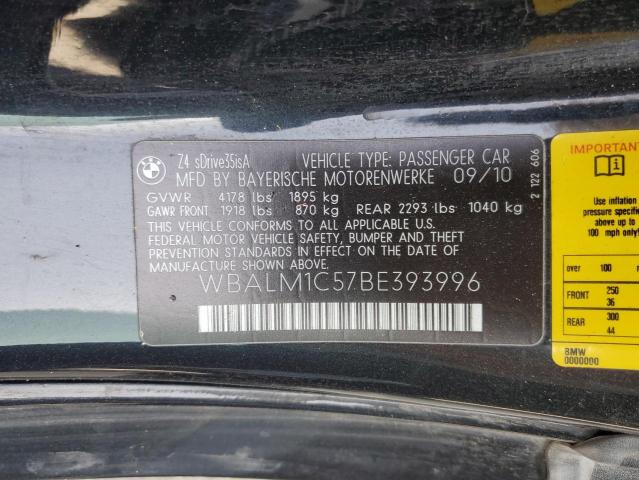 BMW
Z4 sDrive35isA VEHICLE TYPE: PASSENGER CAR
MFD BY BAYERISCHE MOTORENWERKE 09/10
GVWR 4178 lbs 1895 kg
GAWR FRONT 1918 lbs 870 kg REAR 2293 lbs 1040 kg
THIS VEHICLE CONFORMS TO ALL APPLICABLE U.S.
FEDERAL MOTOR VEHICLE SAFETY, BUMPER AND THEFT
PREVENTION STANDARDS IN EFFECT ON THE DATE OF
MANUFACTURE SHOWN ABOVE.
WBALM1C57BE393996
2 122 606
IMPORTANT
Use inflation
pressure specifie
above up to
100 mph only!
over 100
FRONT 250
36
REAR 300
44
BMW
0000000